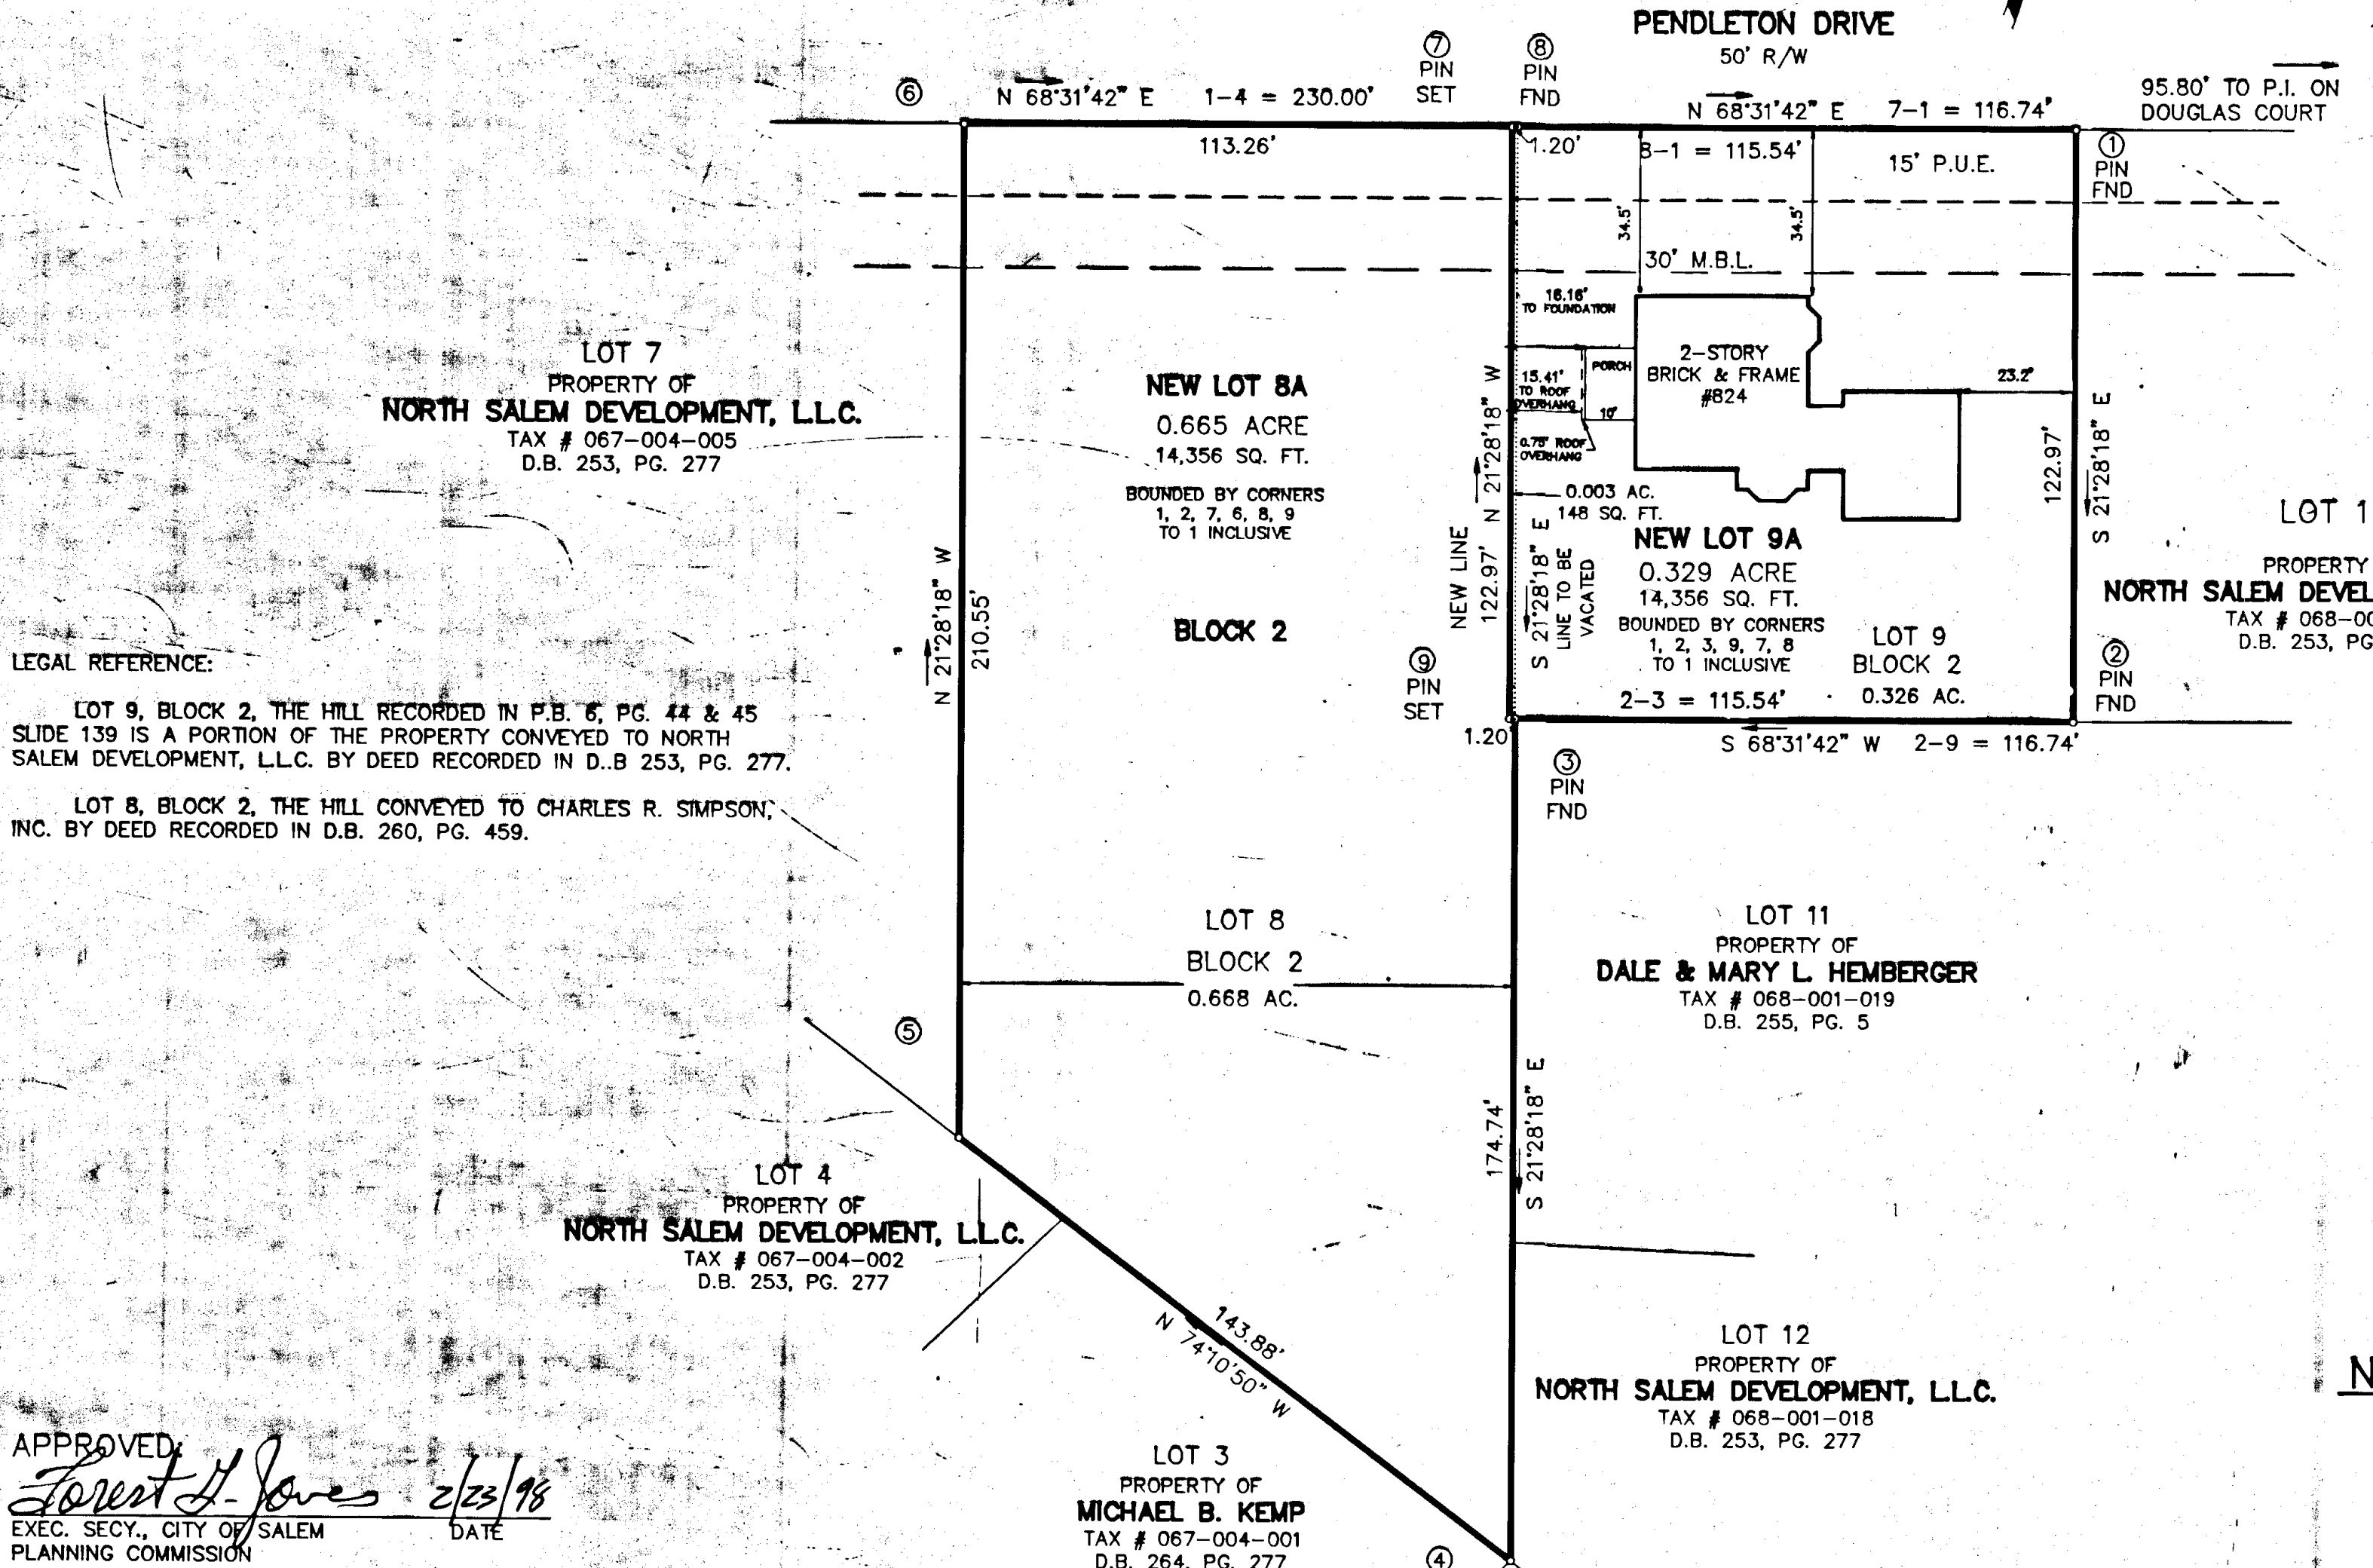 PENDLETON DRIVE
50' R/W
⑥
N 68°31'42" E 1-4 = 230.00'
⑦
PIN
SET
⑧
PIN
FND
N 68°31'42" E 7-1 = 116.74'
95.80' TO P.I. ON
DOUGLAS COURT
113.26'
1.20'
8-1 = 115.54'
15' P.U.E.
①
PIN
FND
34.5'
34.5'
30' M.B.L.
16.16'
TO FOUNDATION
PORCH
15.41'
TO ROOF
OVERHANG
10'
0.75' ROOF
OVERHANG
2-STORY
BRICK & FRAME
#824
23.2'
122.97'
S 21°28'18" E
LOT 7
PROPERTY OF
NORTH SALEM DEVELOPMENT, L.L.C.
TAX # 067-004-005
D.B. 253, PG. 277
NEW LOT 8A
0.665 ACRE
14,356 SQ. FT.
BOUNDED BY CORNERS
1, 2, 7, 6, 8, 9
TO 1 INCLUSIVE
BLOCK 2
NEW LINE
122.97' N 21°28'18" W
S 21°28'18" E
LINE TO BE
VACATED
0.003 AC.
148 SQ. FT.
NEW LOT 9A
0.329 ACRE
14,356 SQ. FT.
BOUNDED BY CORNERS
1, 2, 3, 9, 7, 8
TO 1 INCLUSIVE
LOT 9
BLOCK 2
0.326 AC.
LOT 1
PROPERTY
NORTH SALEM DEVEL
TAX # 068-00
D.B. 253, PG
②
PIN
FND
⑨
PIN
SET
2-3 = 115.54'
1.20'
S 68°31'42" W 2-9 = 116.74'
③
PIN
FND
N 21°28'18" W
210.55'
LEGAL REFERENCE:
LOT 9, BLOCK 2, THE HILL RECORDED IN P.B. 6, PG. 44 & 45
SLIDE 139 IS A PORTION OF THE PROPERTY CONVEYED TO NORTH
SALEM DEVELOPMENT, L.L.C. BY DEED RECORDED IN D..B 253, PG. 277.
LOT 8, BLOCK 2, THE HILL CONVEYED TO CHARLES R. SIMPSON,
INC. BY DEED RECORDED IN D.B. 260, PG. 459.
LOT 8
BLOCK 2
0.668 AC.
LOT 11
PROPERTY OF
DALE & MARY L. HEMBERGER
TAX # 068-001-019
D.B. 255, PG. 5
⑤
174.74'
S 21°28'18" E
LOT 4
PROPERTY OF
NORTH SALEM DEVELOPMENT, L.L.C.
TAX # 067-004-002
D.B. 253, PG. 277
143.88'
N 74°10'50" W
LOT 12
PROPERTY OF
NORTH SALEM DEVELOPMENT, L.L.C.
TAX # 068-001-018
D.B. 253, PG. 277
N
LOT 3
PROPERTY OF
MICHAEL B. KEMP
TAX # 067-004-001
D.B. 264, PG. 277
④
APPROVED:
Forest G. Jones 2/23/98
EXEC. SECY., CITY OF SALEM DATE
PLANNING COMMISSION